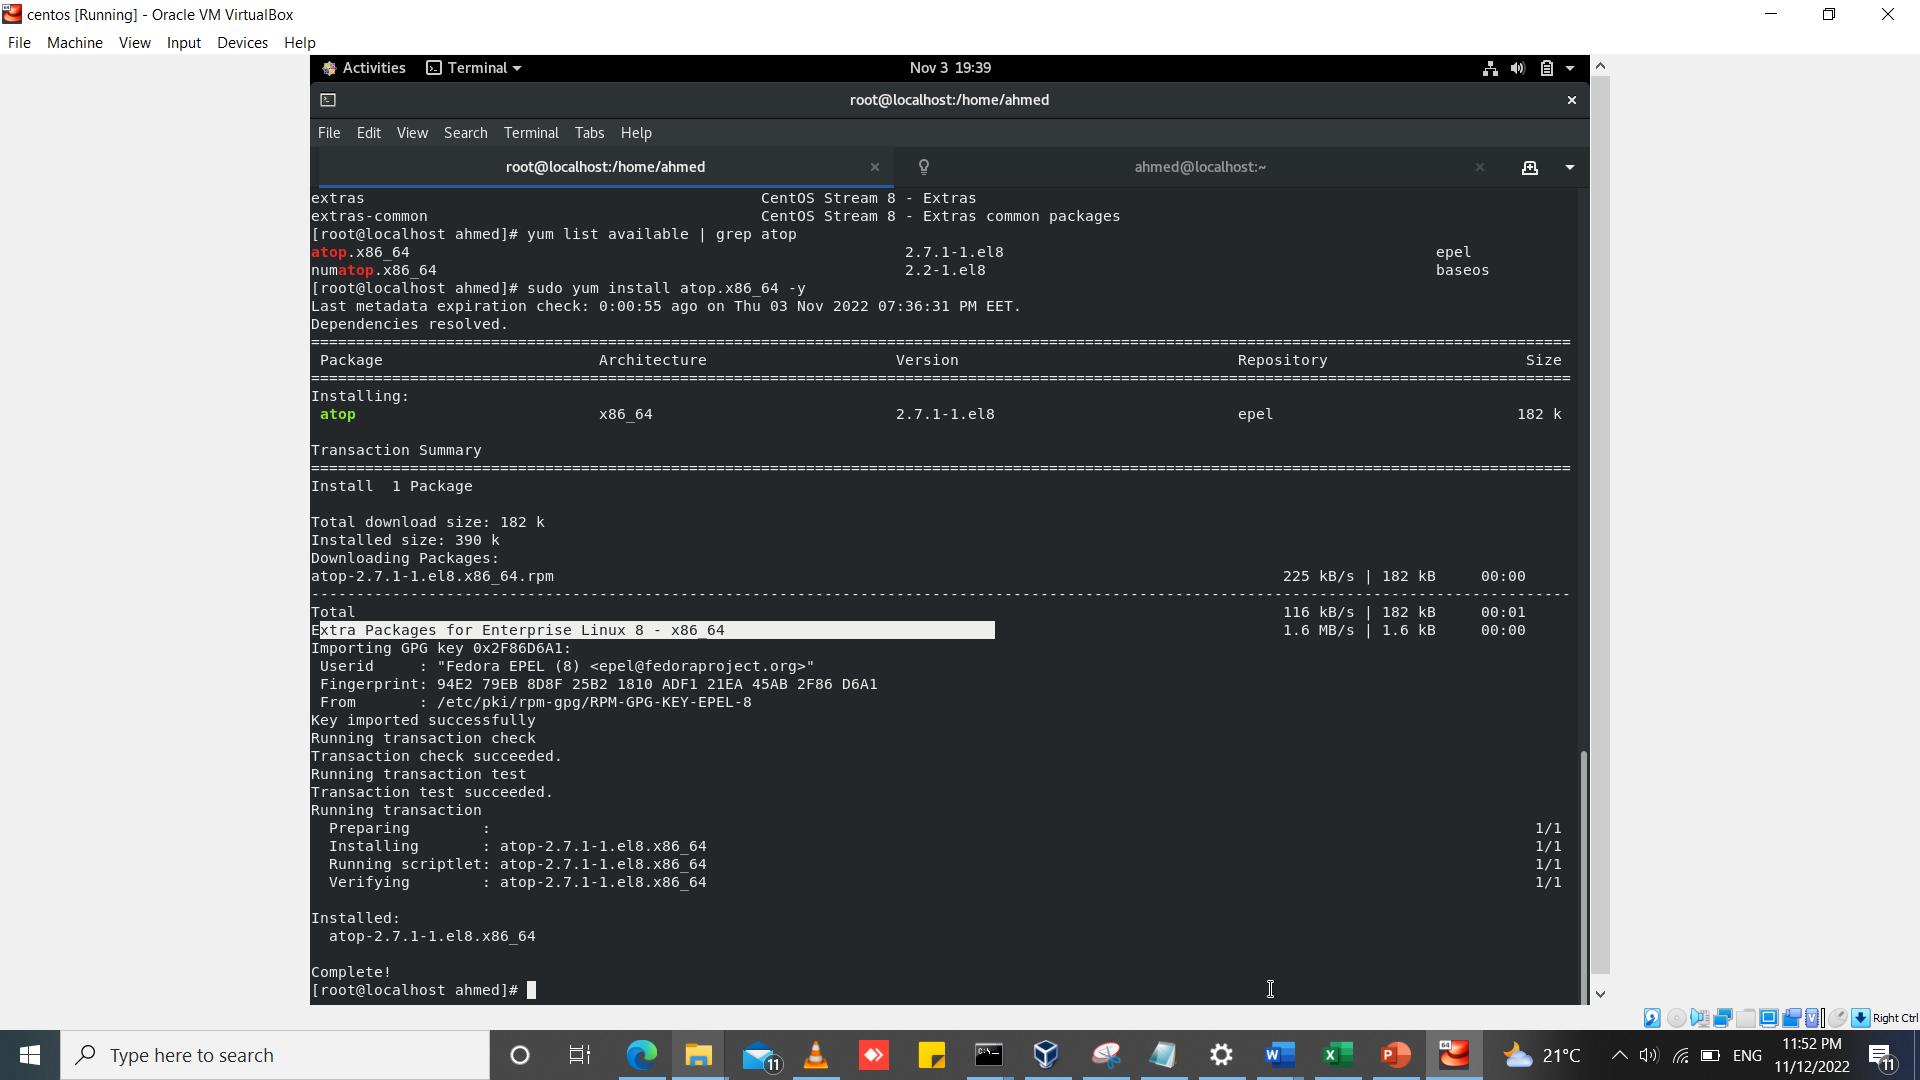 centos [Running] - Oracle VM VirtualBox
File Machine View Input Devices Help
Activities Terminal Nov 3 19:39
root@localhost:/home/ahmed
File Edit View Search Terminal Tabs Help
root@localhost:/home/ahmed ahmed@localhost:~
extras CentOS Stream 8 - Extras
extras-common CentOS Stream 8 - Extras common packages
[root@localhost ahmed]# yum list available | grep atop
atop.x86_64 2.7.1-1.el8 epel
numatop.x86_64 2.2-1.el8 baseos
[root@localhost ahmed]# sudo yum install atop.x86_64 -y
Last metadata expiration check: 0:00:55 ago on Thu 03 Nov 2022 07:36:31 PM EET.
Dependencies resolved.
Package Architecture Version Repository Size
Installing:
atop x86_64 2.7.1-1.el8 epel 182 k
Transaction Summary
Install 1 Package
Total download size: 182 k
Installed size: 390 k
Downloading Packages:
atop-2.7.1-1.el8.x86_64.rpm 225 kB/s | 182 kB 00:00
Total 116 kB/s | 182 kB 00:01
Extra Packages for Enterprise Linux 8 - x86_64 1.6 MB/s | 1.6 kB 00:00
Importing GPG key 0x2F86D6A1:
Userid : "Fedora EPEL (8) <epel@fedoraproject.org>"
Fingerprint: 94E2 79EB 8D8F 25B2 1810 ADF1 21EA 45AB 2F86 D6A1
From : /etc/pki/rpm-gpg/RPM-GPG-KEY-EPEL-8
Key imported successfully
Running transaction check
Transaction check succeeded.
Running transaction test
Transaction test succeeded.
Running transaction
Preparing : 1/1
Installing : atop-2.7.1-1.el8.x86_64 1/1
Running scriptlet: atop-2.7.1-1.el8.x86_64 1/1
Verifying : atop-2.7.1-1.el8.x86_64 1/1
Installed:
atop-2.7.1-1.el8.x86_64
Complete!
[root@localhost ahmed]#
Right Ctrl
Type here to search 11 21°C ENG 11:52 PM
11/12/2022 11